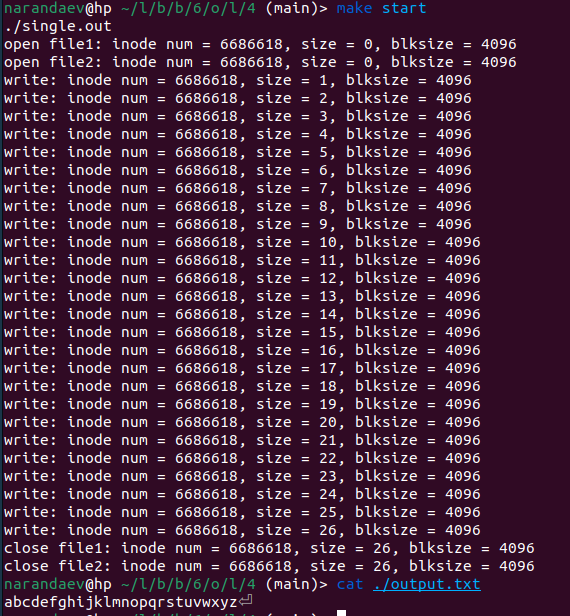 narandaev@hp ~/l/b/b/6/o/l/4 (main)> make start
./single.out
open file1: inode num = 6686618, size = 0, blksize = 4096
open file2: inode num = 6686618, size = 0, blksize = 4096
write: inode num = 6686618, size = 1, blksize = 4096
write: inode num = 6686618, size = 2, blksize = 4096
write: inode num = 6686618, size = 3, blksize = 4096
write: inode num = 6686618, size = 4, blksize = 4096
write: inode num = 6686618, size = 5, blksize = 4096
write: inode num = 6686618, size = 6, blksize = 4096
write: inode num = 6686618, size = 7, blksize = 4096
write: inode num = 6686618, size = 8, blksize = 4096
write: inode num = 6686618, size = 9, blksize = 4096
write: inode num = 6686618, size = 10, blksize = 4096
write: inode num = 6686618, size = 11, blksize = 4096
write: inode num = 6686618, size = 12, blksize = 4096
write: inode num = 6686618, size = 13, blksize = 4096
write: inode num = 6686618, size = 14, blksize = 4096
write: inode num = 6686618, size = 15, blksize = 4096
write: inode num = 6686618, size = 16, blksize = 4096
write: inode num = 6686618, size = 17, blksize = 4096
write: inode num = 6686618, size = 18, blksize = 4096
write: inode num = 6686618, size = 19, blksize = 4096
write: inode num = 6686618, size = 20, blksize = 4096
write: inode num = 6686618, size = 21, blksize = 4096
write: inode num = 6686618, size = 22, blksize = 4096
write: inode num = 6686618, size = 23, blksize = 4096
write: inode num = 6686618, size = 24, blksize = 4096
write: inode num = 6686618, size = 25, blksize = 4096
write: inode num = 6686618, size = 26, blksize = 4096
close file1: inode num = 6686618, size = 26, blksize = 4096
close file2: inode num = 6686618, size = 26, blksize = 4096
narandaev@hp ~/l/b/b/6/o/l/4 (main)> cat ./output.txt
abcdefghijklmnopqrstuvwxyz⏎